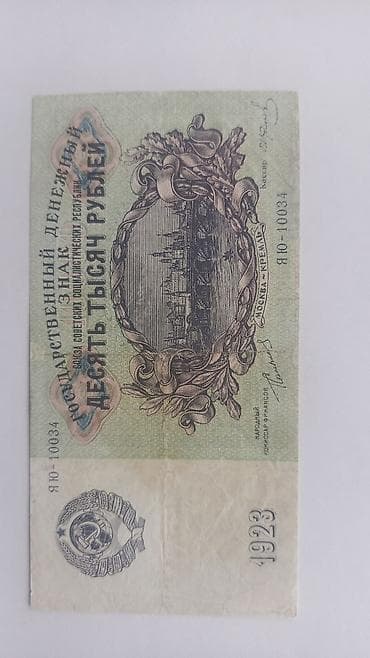 ГОСУДАРСТВЕННЫЙ ДЕНЕЖНЫЙ
ЗНАК
СОЮЗА СОВЕТСКИХ СОЦИАЛИСТИЧЕСКИХ РЕСПУБЛИК
ДЕСЯТЬ ТЫСЯЧ РУБЛЕЙ
ЯЮ-10034
МОСКВА-КРЕМЛЬ
НАРОДНЫЙ
КОМИССАР ФИНАНСОВ
Кассир
ЯЮ-10034
1923